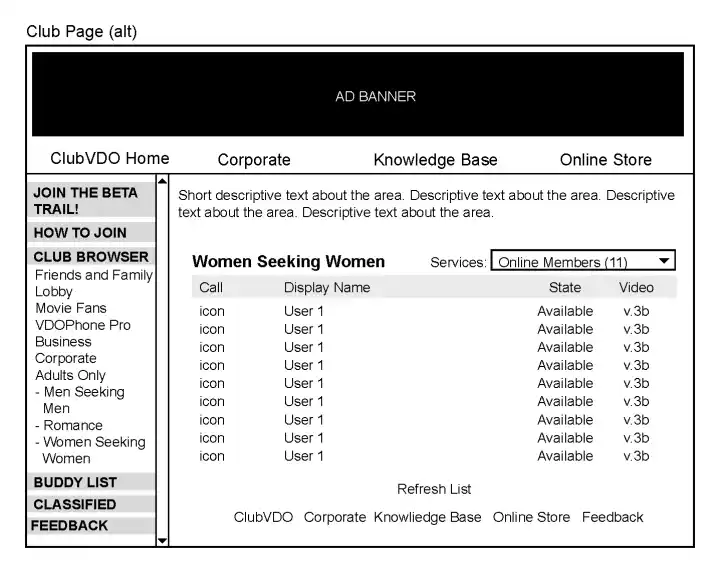 Club Page (alt)
AD BANNER
ClubVDO Home Corporate Knowledge Base Online Store
JOIN THE BETA
TRAIL!
HOW TO JOIN
CLUB BROWSER
Friends and Family
Lobby
Movie Fans
VDOPhone Pro
Business
Corporate
Adults Only
- Men Seeking
Men
- Romance
- Women Seeking
Women
BUDDY LIST
CLASSIFIED
FEEDBACK
Short descriptive text about the area. Descriptive text about the area. Descriptive
text about the area. Descriptive text about the area.
Women Seeking Women Services: Online Members (11)
Call Display Name State Video
icon User 1 Available v.3b
icon User 1 Available v.3b
icon User 1 Available v.3b
icon User 1 Available v.3b
icon User 1 Available v.3b
icon User 1 Available v.3b
icon User 1 Available v.3b
icon User 1 Available v.3b
icon User 1 Available v.3b
Refresh List
ClubVDO Corporate Knowliedge Base Online Store Feedback